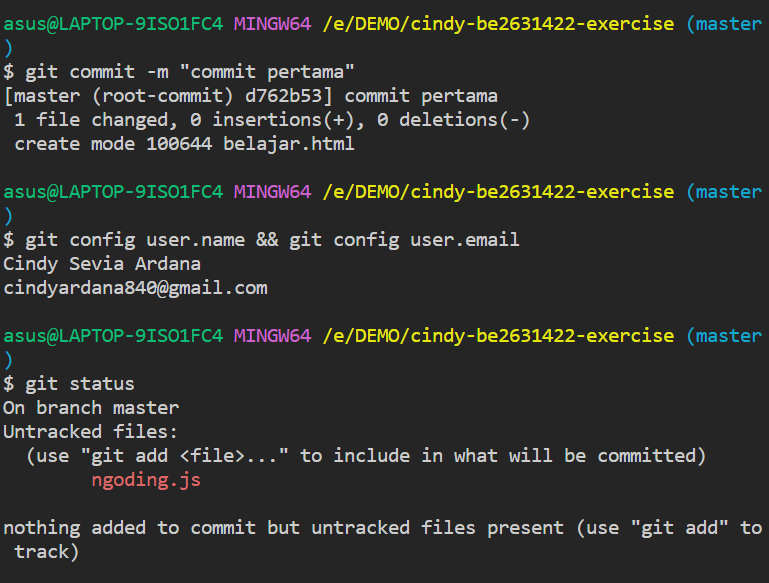 asus@LAPTOP-9ISO1FC4 MINGW64 /e/DEMO/cindy-be2631422-exercise (master
)
$ git commit -m "commit pertama"
[master (root-commit) d762b53] commit pertama
 1 file changed, 0 insertions(+), 0 deletions(-)
 create mode 100644 belajar.html

asus@LAPTOP-9ISO1FC4 MINGW64 /e/DEMO/cindy-be2631422-exercise (master
)
$ git config user.name && git config user.email
Cindy Sevia Ardana
cindyardana840@gmail.com

asus@LAPTOP-9ISO1FC4 MINGW64 /e/DEMO/cindy-be2631422-exercise (master
)
$ git status
On branch master
Untracked files:
  (use "git add <file>..." to include in what will be committed)
        ngoding.js

nothing added to commit but untracked files present (use "git add" to
 track)